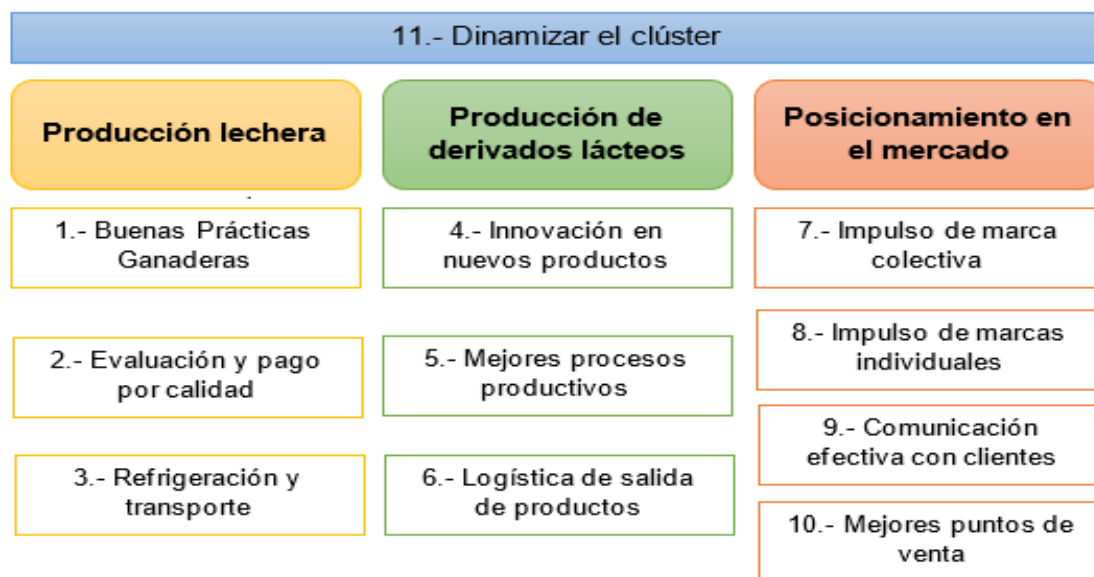 11.- Dinamizar el clúster
Producción lechera
1.- Buenas Prácticas
Ganaderas
2.- Evaluación y pago
por calidad
3.- Refrigeración y
transporte
Producción de
derivados lácteos
4.- Innovación en
nuevos productos
5.- Mejores procesos
productivos
6.- Logística de salida
de productos
Posicionamiento en
el mercado
7.- Impulso de marca
colectiva
8.- Impulso de marcas
individuales
9.- Comunicación
efectiva con clientes
10.- Mejores puntos de
venta